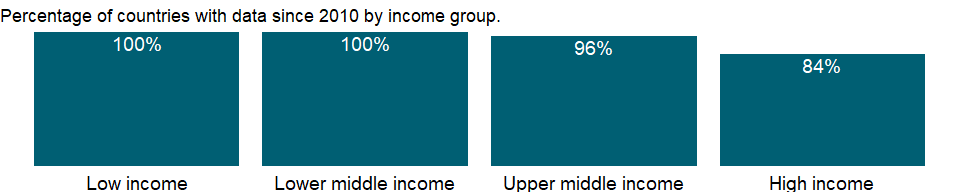 Percentage of countries with data since 2010 by income group.
100% 100% 96% 84%
Low income Lower middle income Upper middle income High income